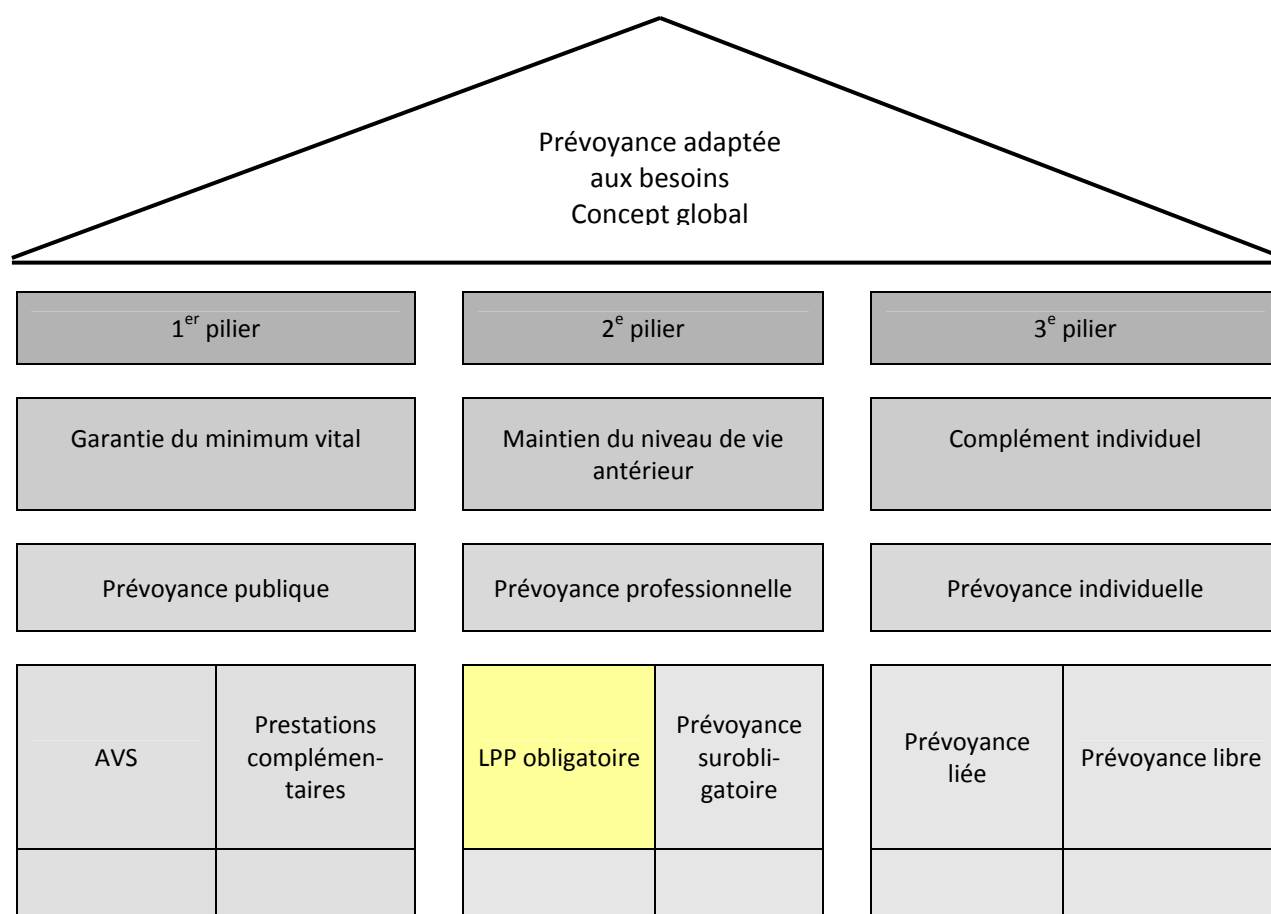 Prévoyance adaptée
aux besoins
Concept global
1er pilier
2e pilier
3e pilier
Garantie du minimum vital
Maintien du niveau de vie
antérieur
Complément individuel
Prévoyance publique
Prévoyance professionnelle
Prévoyance individuelle
AVS
Prestations
complémen-
taires
LPP obligatoire
Prévoyance
surobli-
gatoire
Prévoyance
liée
Prévoyance libre